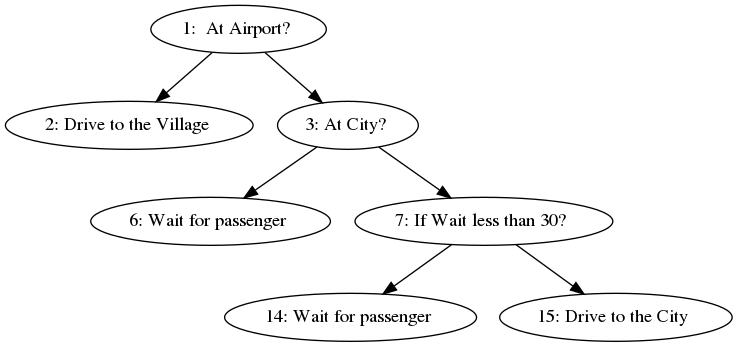 1:  At Airport?
2: Drive to the Village
3: At City?
6: Wait for passenger
7: If Wait less than 30?
14: Wait for passenger
15: Drive to the City